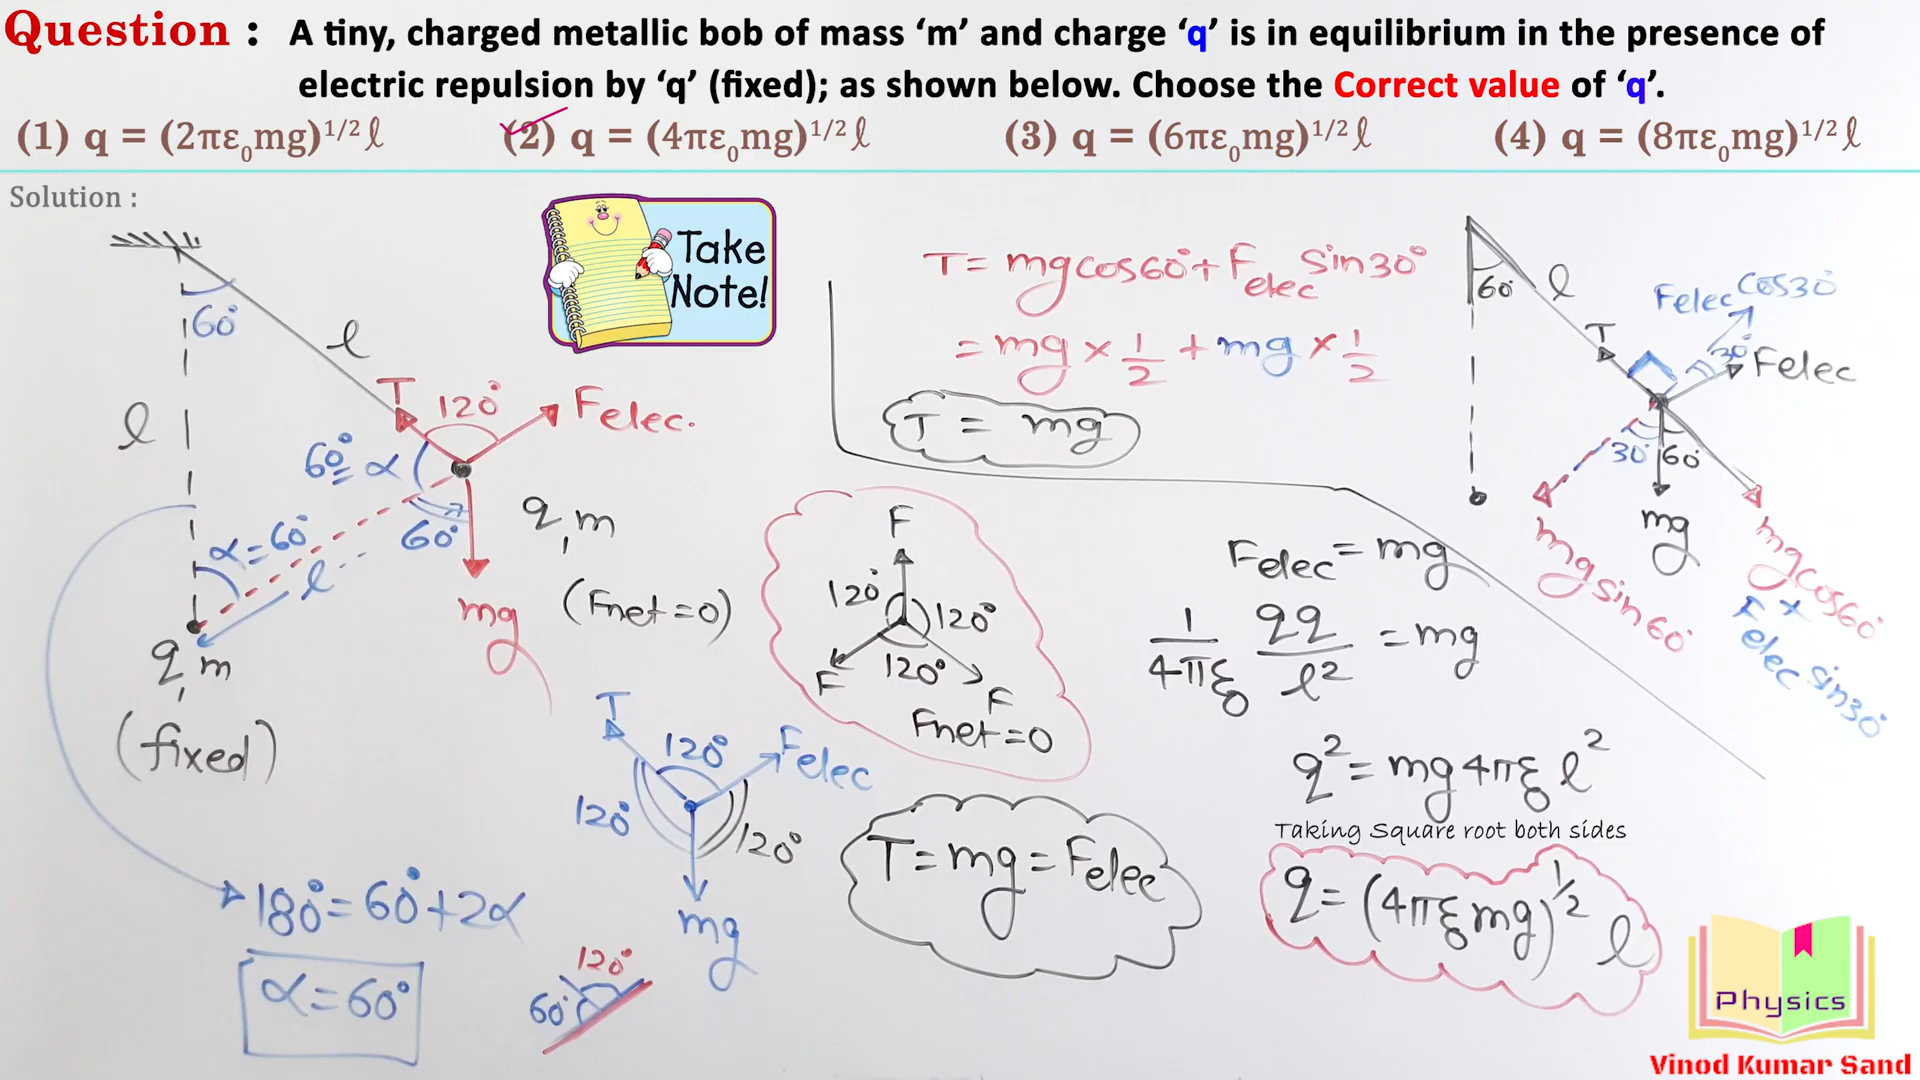 Question : A tiny, charged metallic bob of mass ‘m’ and charge ‘q’ is in equilibrium in the presence of
electric repulsion by ‘q’ (fixed); as shown below. Choose the Correct value of ‘q’.
(1) q = (2πε₀mg)^1/2 ℓ (2) q = (4πε₀mg)^1/2 ℓ (3) q = (6πε₀mg)^1/2 ℓ (4) q = (8πε₀mg)^1/2 ℓ
Solution :
60°
ℓ
ℓ
T
120°
Felec.
60° = α
60°
α = 60°
ℓ
mg
q, m
(Fnet = 0)
q, m
(fixed)
180° = 60° + 2α
α = 60°
120°
60°
Take
Note!
T = mg cos60° + Felec sin30°
= mg × 1/2 + mg × 1/2
T = mg
F
120°
120°
120°
F
F
Fnet = 0
T
120°
Felec
120°
120°
mg
T = mg = Felec
60°
ℓ
T
Felec cos30°
30°
Felec
30°
60°
mg
mg sin60°
mg cos60°
+
Felec sin30°
Felec = mg
1/4πε₀ qq/ℓ² = mg
q² = mg 4πε₀ ℓ²
Taking Square root both sides
q = (4πε₀ mg)^1/2 ℓ
Physics
Vinod Kumar Sand